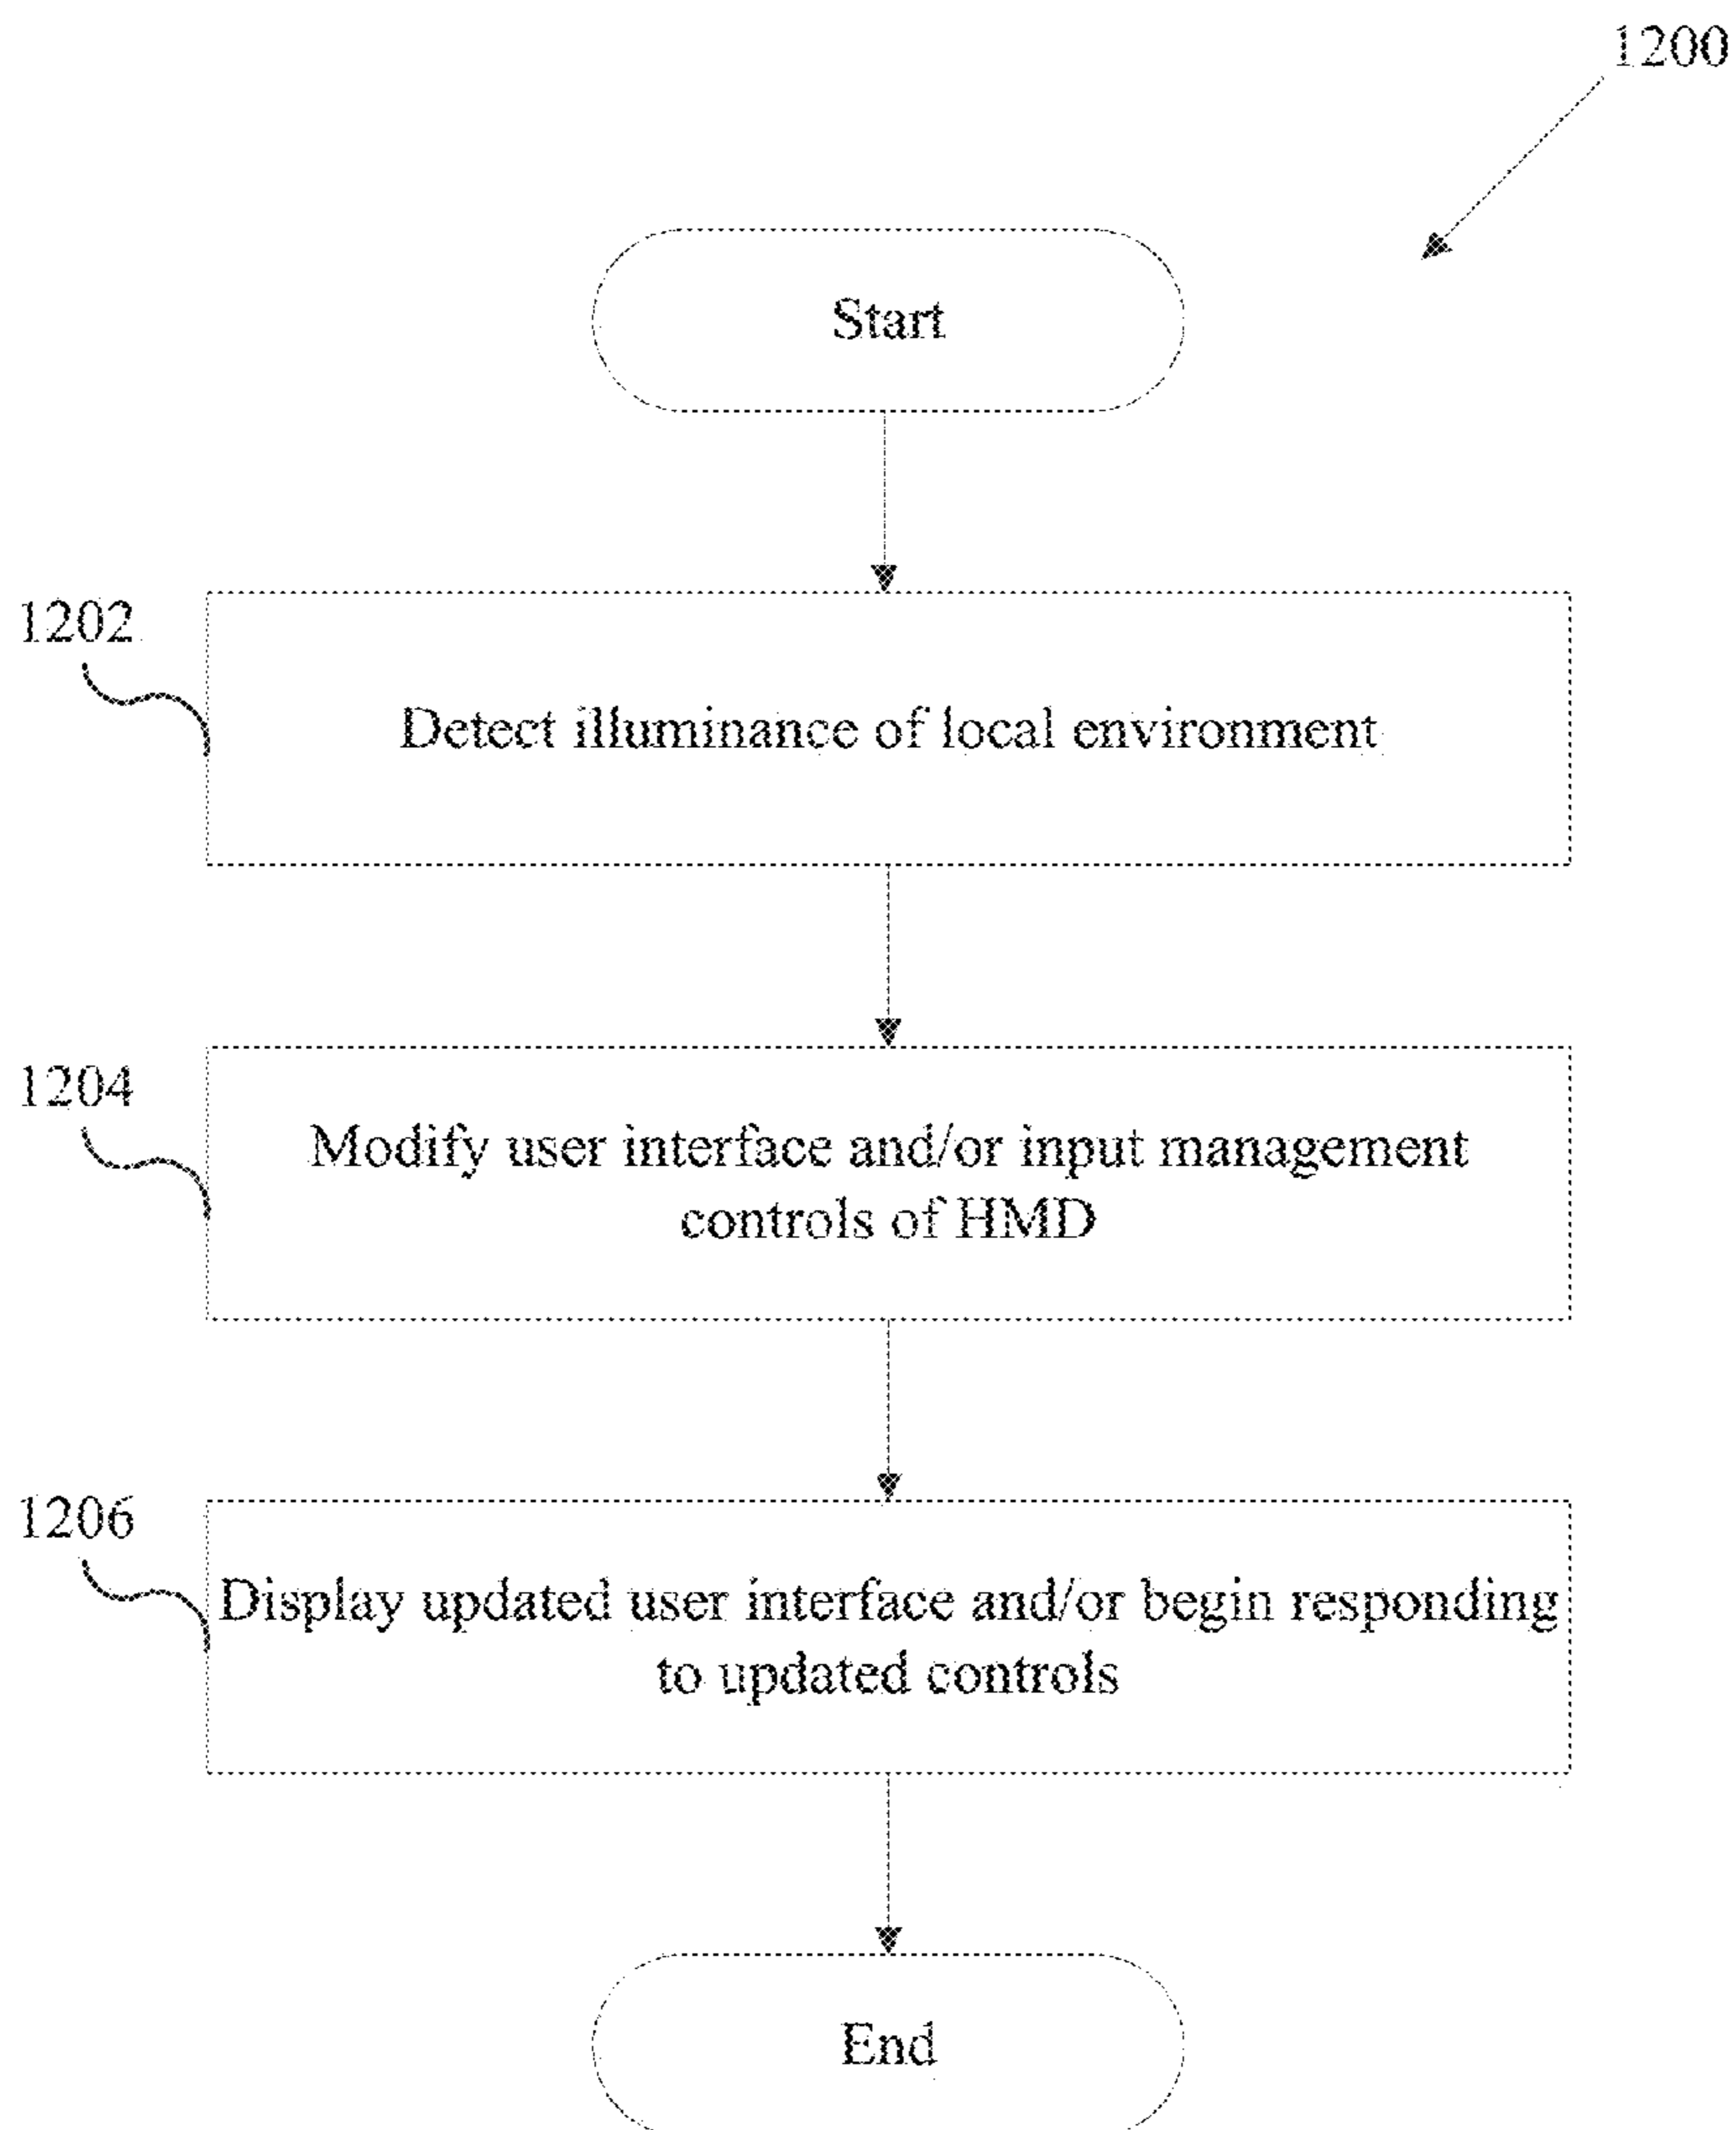 1200
Start
1202
Detect illuminance of local environment
1204
Modify user interface and/or input management
controls of HMD
1206
Display updated user interface and/or begin responding
to updated controls
End